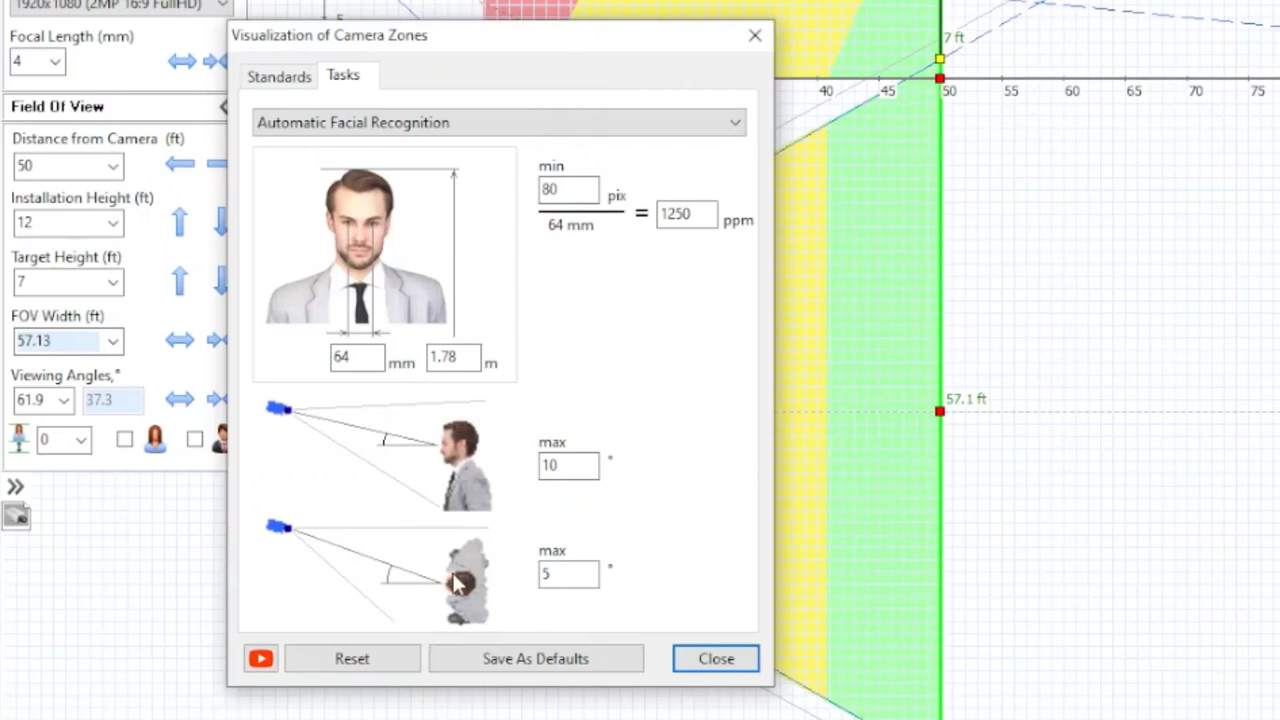 1920x1080 (2MP 16:9 FullHD)
Focal Length (mm)
4
Field Of View
Distance from Camera (ft)
50
Installation Height (ft)
12
Target Height (ft)
7
FOV Width (ft)
57.13
Viewing Angles,°
61.9 37.3
0
Visualization of Camera Zones
Standards Tasks
Automatic Facial Recognition
min
80 pix
64 mm = 1250 ppm
64 mm 1.78 m
max
10 °
max
5 °
Reset Save As Defaults Close
7 ft
40 45 50 55 60 65 70 75
57.1 ft